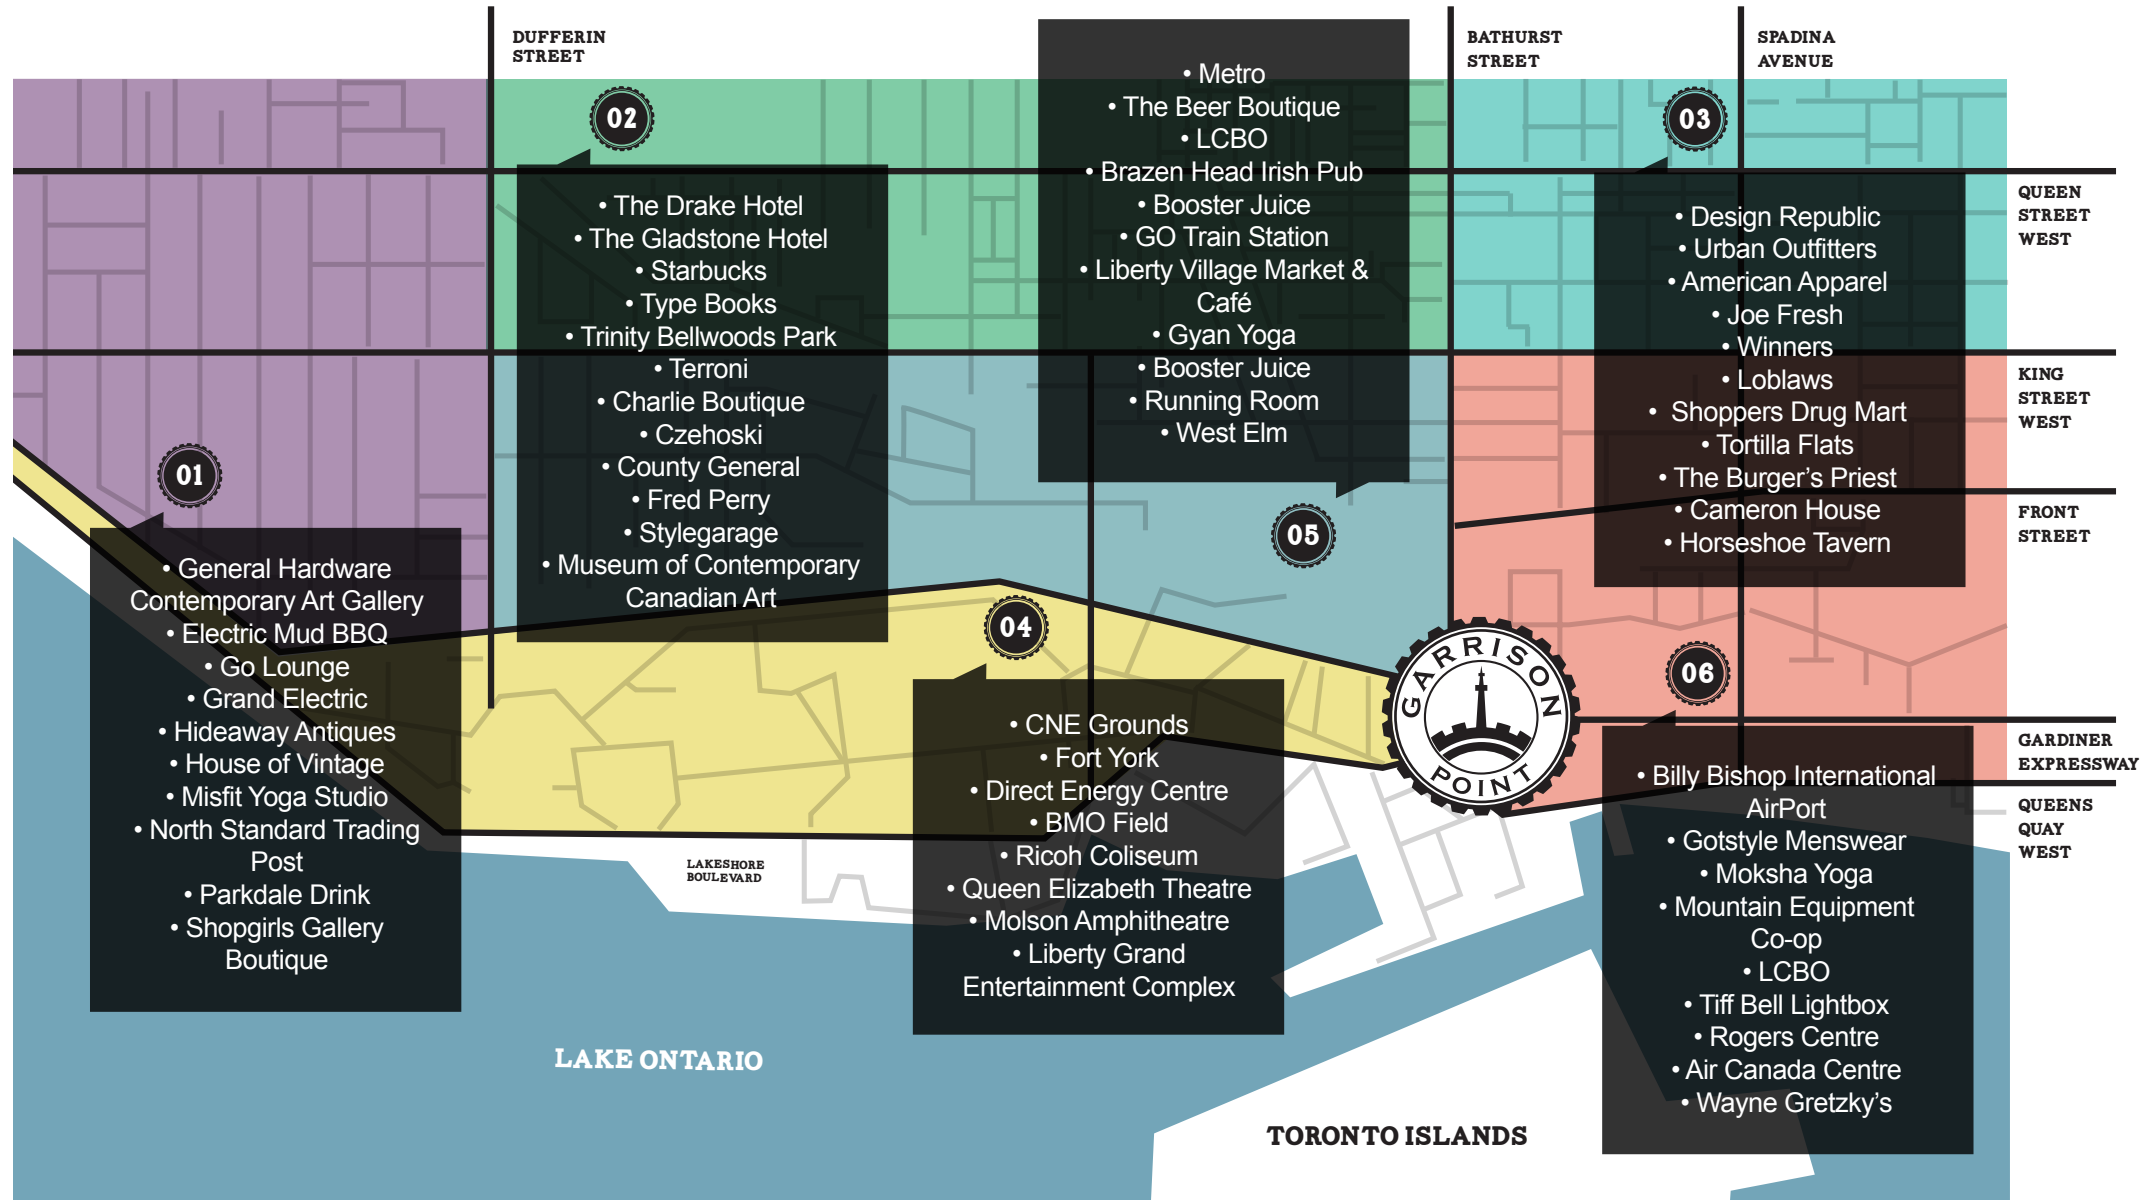 DUFFERIN
STREET
BATHURST
STREET
SPADINA
AVENUE
02
• The Drake Hotel
• The Gladstone Hotel
• Starbucks
• Type Books
• Trinity Bellwoods Park
• Terroni
• Charlie Boutique
• Czehoski
• County General
• Fred Perry
• Stylegarage
• Museum of Contemporary
Canadian Art
• Metro
• The Beer Boutique
• LCBO
• Brazen Head Irish Pub
• Booster Juice
• GO Train Station
• Liberty Village Market &
Café
• Gyan Yoga
• Booster Juice
• Running Room
• West Elm
05
03
• Design Republic
• Urban Outfitters
• American Apparel
• Joe Fresh
• Winners
• Loblaws
• Shoppers Drug Mart
• Tortilla Flats
• The Burger’s Priest
• Cameron House
• Horseshoe Tavern
QUEEN
STREET
WEST
KING
STREET
WEST
FRONT
STREET
01
• General Hardware
Contemporary Art Gallery
• Electric Mud BBQ
• Go Lounge
• Grand Electric
• Hideaway Antiques
• House of Vintage
• Misfit Yoga Studio
• North Standard Trading
Post
• Parkdale Drink
• Shopgirls Gallery
Boutique
04
• CNE Grounds
• Fort York
• Direct Energy Centre
• BMO Field
• Ricoh Coliseum
• Queen Elizabeth Theatre
• Molson Amphitheatre
• Liberty Grand
Entertainment Complex
GARRISON
POINT
06
• Billy Bishop International
AirPort
• Gotstyle Menswear
• Moksha Yoga
• Mountain Equipment
Co-op
• LCBO
• Tiff Bell Lightbox
• Rogers Centre
• Air Canada Centre
• Wayne Gretzky’s
GARDINER
EXPRESSWAY
QUEENS
QUAY
WEST
LAKESHORE
BOULEVARD
LAKE ONTARIO
TORONTO ISLANDS